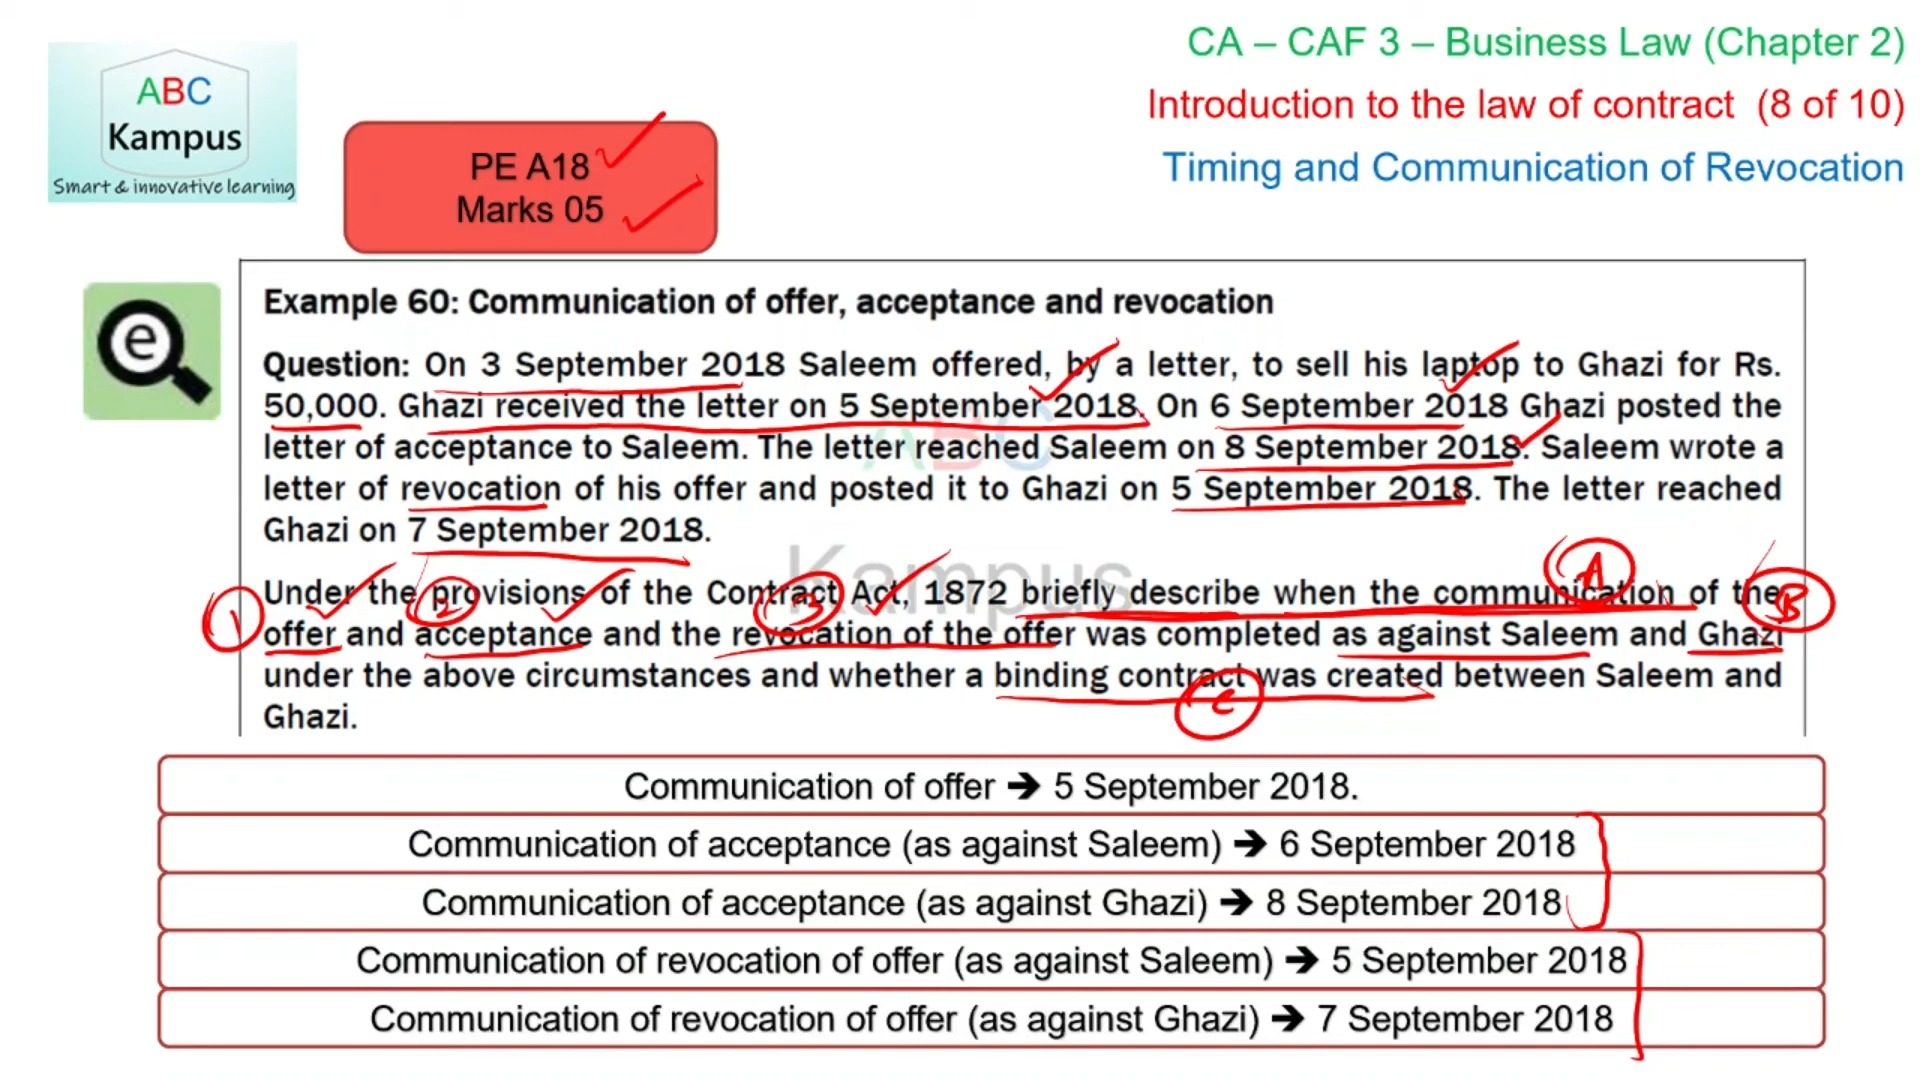 ABC
Kampus
Smart & innovative learning
CA – CAF 3 – Business Law (Chapter 2)
Introduction to the law of contract (8 of 10)
Timing and Communication of Revocation
PE A18
Marks 05
e
Example 60: Communication of offer, acceptance and revocation
Question: On 3 September 2018 Saleem offered, by a letter, to sell his laptop to Ghazi for Rs.
50,000. Ghazi received the letter on 5 September 2018. On 6 September 2018 Ghazi posted the
letter of acceptance to Saleem. The letter reached Saleem on 8 September 2018. Saleem wrote a
letter of revocation of his offer and posted it to Ghazi on 5 September 2018. The letter reached
Ghazi on 7 September 2018.
A
Under the provisions of the Contract Act, 1872 briefly describe when the communication of the
1 2 3 B
offer and acceptance and the revocation of the offer was completed as against Saleem and Ghazi
under the above circumstances and whether a binding contract was created between Saleem and
C
Ghazi.
ABC
Kampus
Communication of offer ➔ 5 September 2018.
Communication of acceptance (as against Saleem) ➔ 6 September 2018
Communication of acceptance (as against Ghazi) ➔ 8 September 2018
Communication of revocation of offer (as against Saleem) ➔ 5 September 2018
Communication of revocation of offer (as against Ghazi) ➔ 7 September 2018